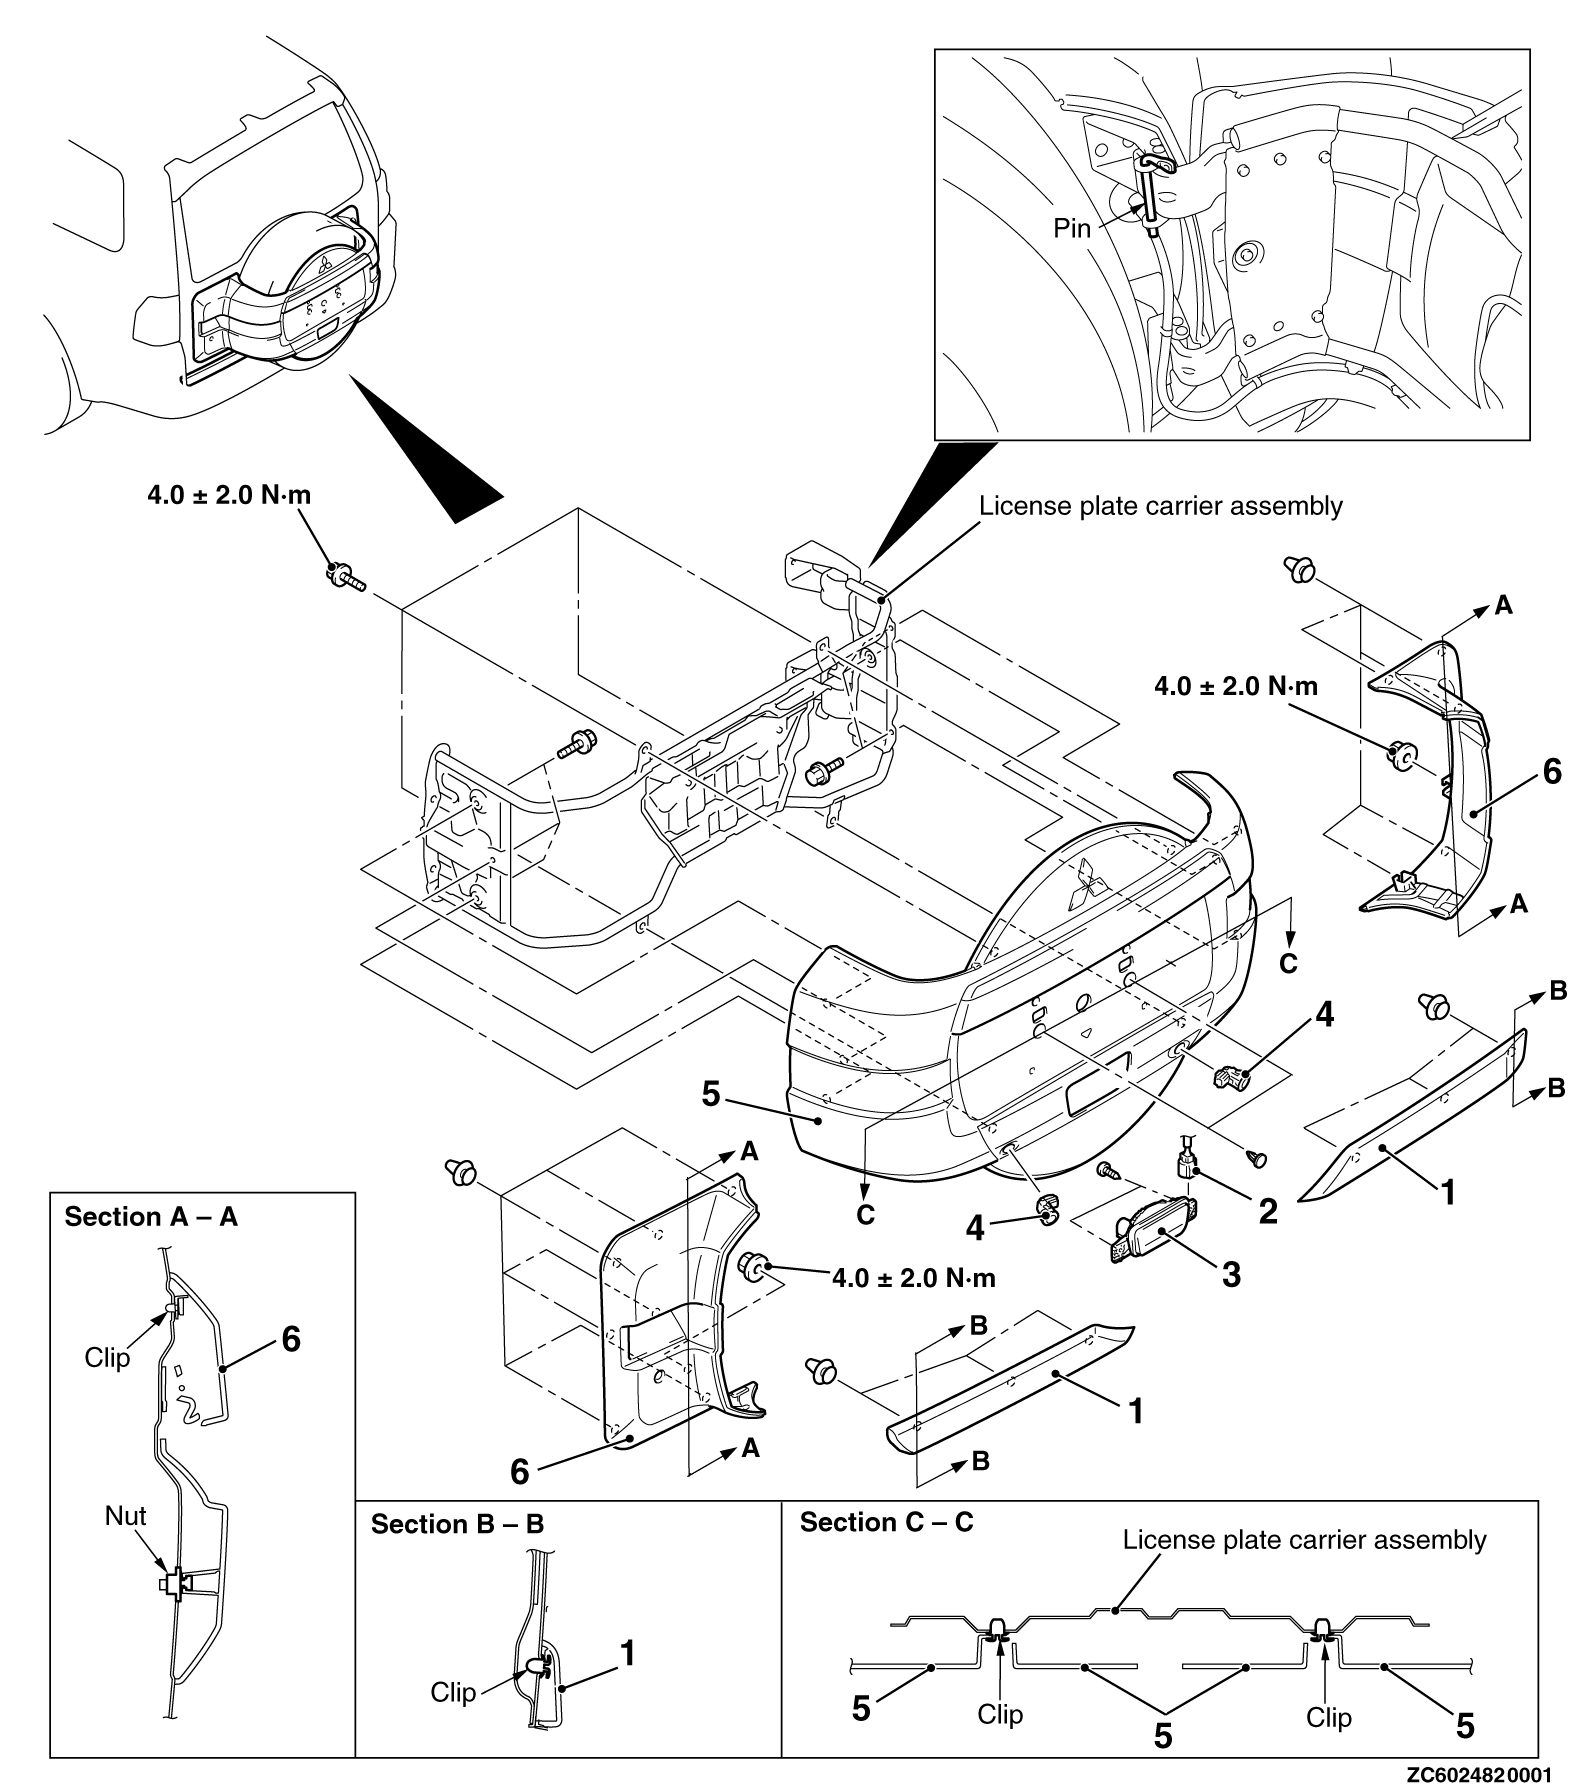 Pin
4.0 ± 2.0 N·m
License plate carrier assembly
A
4.0 ± 2.0 N·m
6
A
C
B
4
5
B
A
1
2
C
4
3
4.0 ± 2.0 N·m
B
1
A
6
B
Section A – A
Clip
6
Nut
Section B – B
Clip
1
Section C – C
License plate carrier assembly
5
Clip
5
Clip
5
ZC6024820001